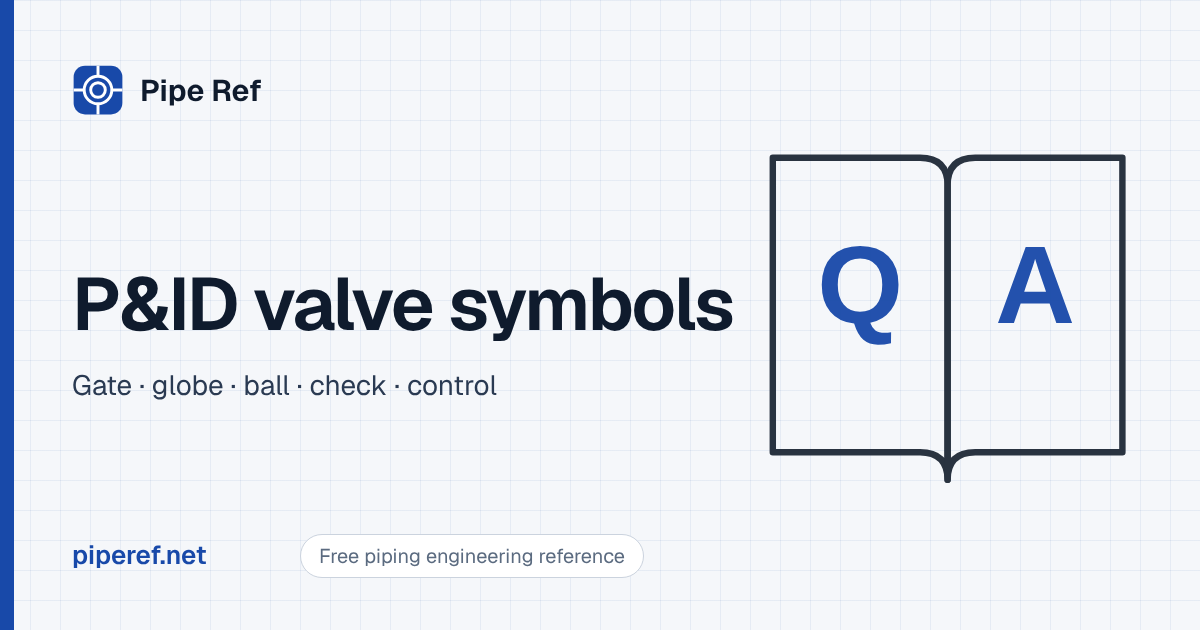 Pipe Ref
P&ID valve symbols
Gate · globe · ball · check · control
Q A
piperef.net
Free piping engineering reference